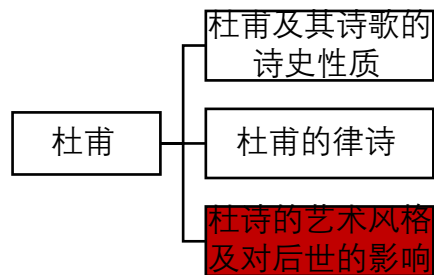 杜甫及其诗歌的
诗史性质
杜甫
杜甫的律诗
杜诗的艺术风格
及对后世的影响